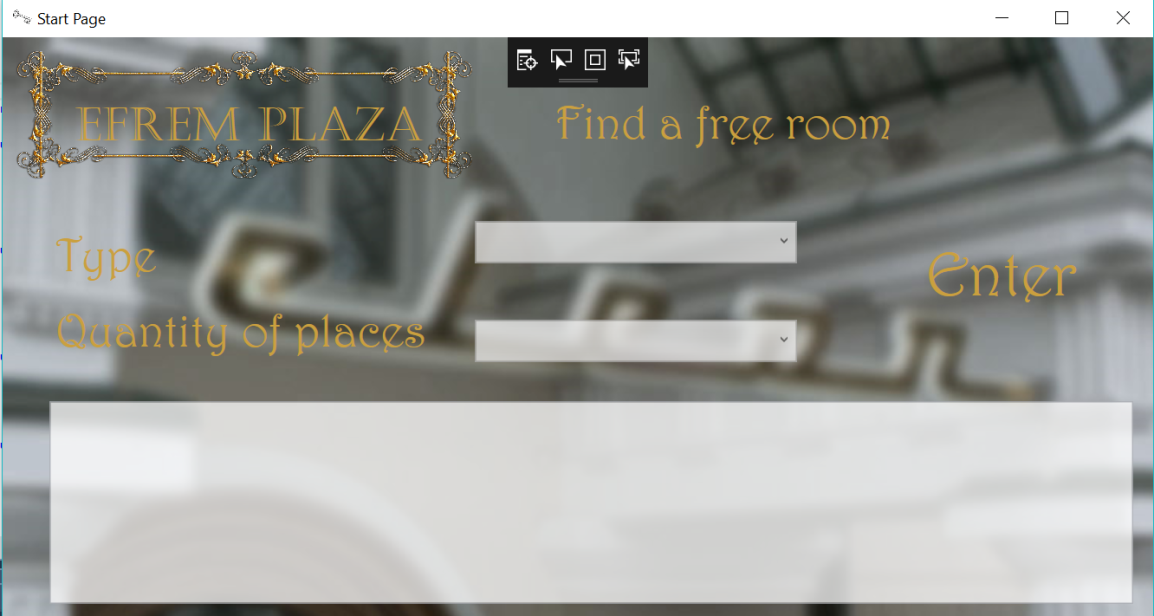 Start Page
EFREM PLAZA
Find a free room
Type
Enter
Quantity of places